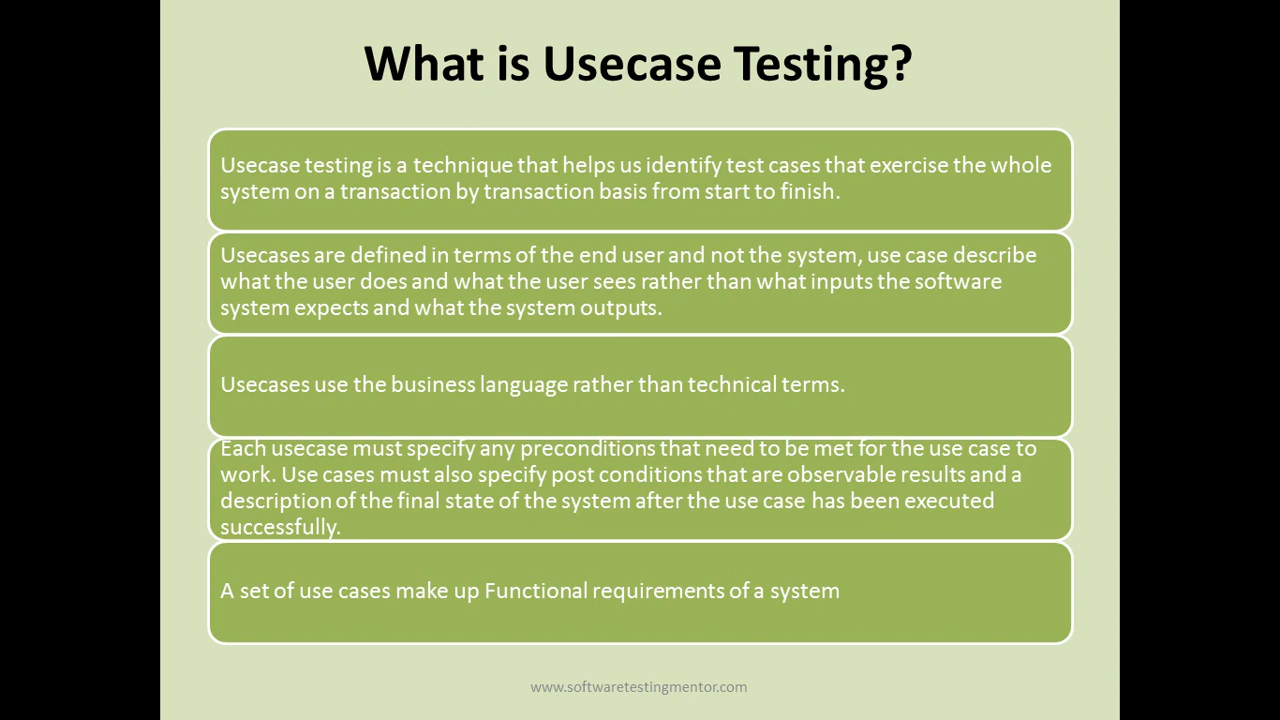 What is Usecase Testing?
Usecase testing is a technique that helps us identify test cases that exercise the whole
system on a transaction by transaction basis from start to finish.
Usecases are defined in terms of the end user and not the system, use case describe
what the user does and what the user sees rather than what inputs the software
system expects and what the system outputs.
Usecases use the business language rather than technical terms.
Each usecase must specify any preconditions that need to be met for the use case to
work. Use cases must also specify post conditions that are observable results and a
description of the final state of the system after the use case has been executed
successfully.
A set of use cases make up Functional requirements of a system
www.softwaretestingmentor.com